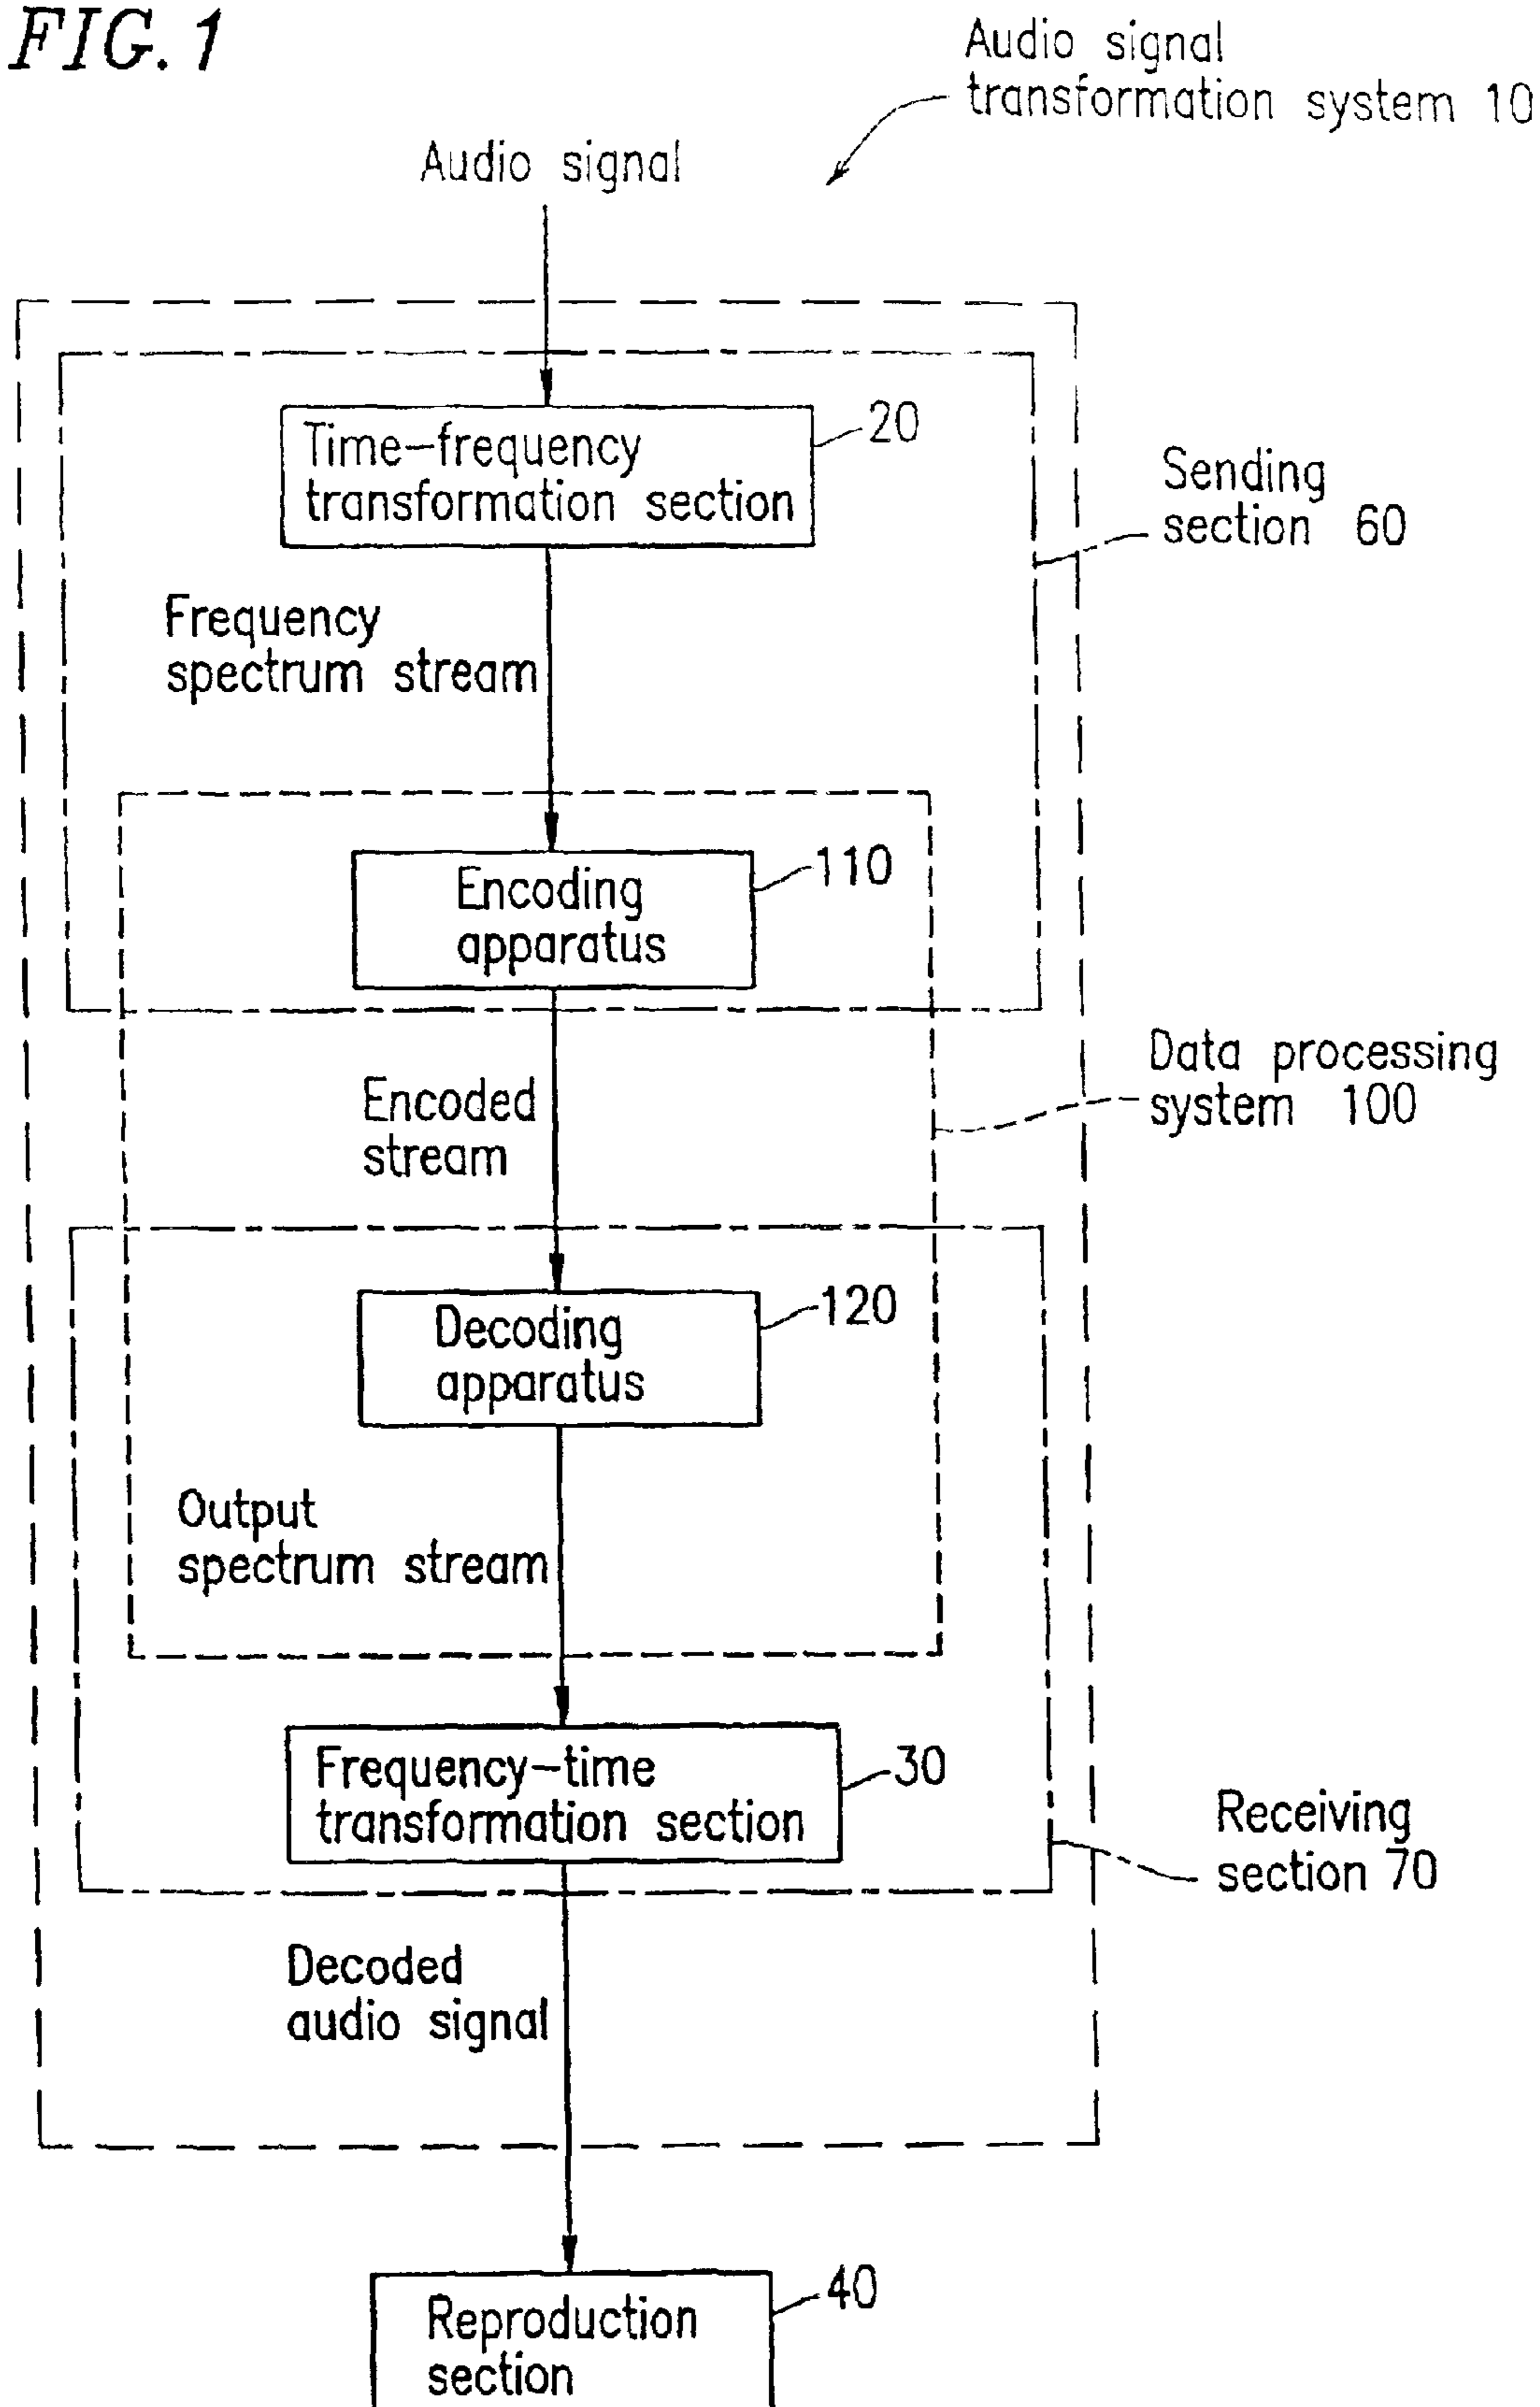 FIG. 1
Audio signal
transformation system 10
Audio signal
Time-frequency
transformation section
20
Sending
section 60
Frequency
spectrum stream
Encoding
apparatus
110
Data processing
system 100
Encoded
stream
Decoding
apparatus
120
Output
spectrum stream
Frequency-time
transformation section
30
Receiving
section 70
Decoded
audio signal
Reproduction
section
40